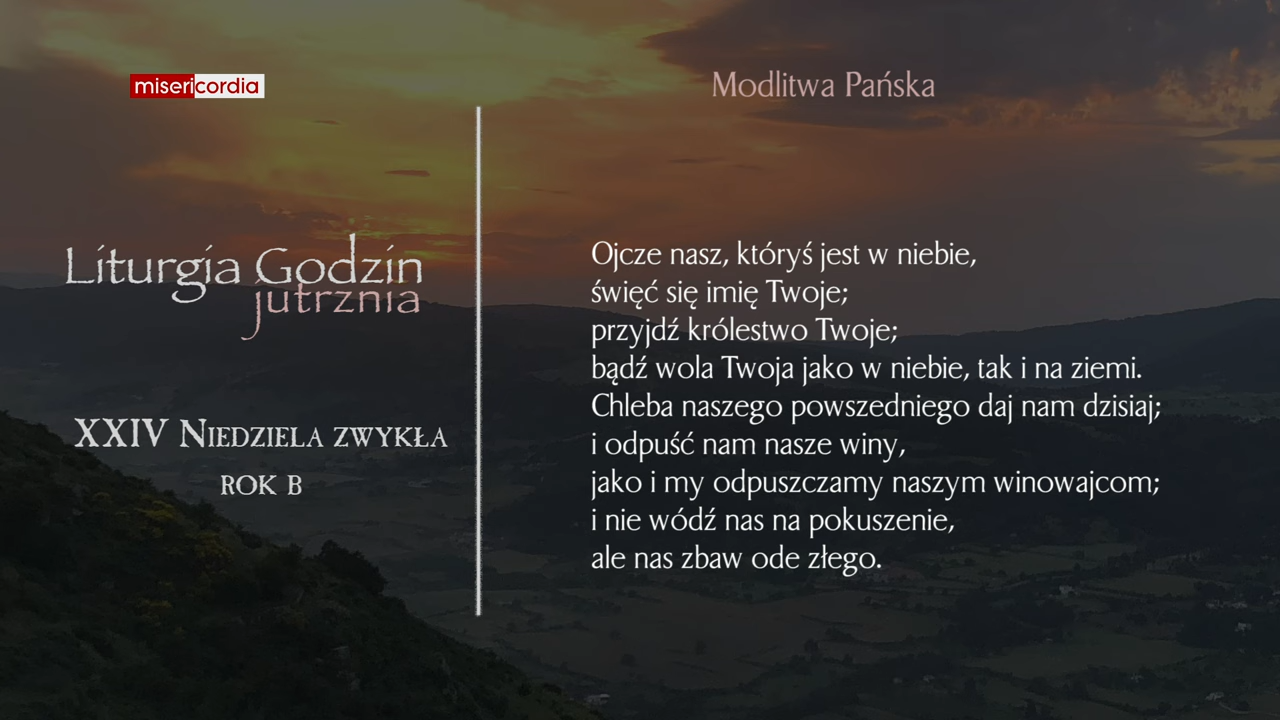 misericordia
Liturgia Godzin
jutrznia
XXIV Niedziela zwykła
rok B
Modlitwa Pańska
Ojcze nasz, któryś jest w niebie,
święć się imię Twoje;
przyjdź królestwo Twoje;
bądź wola Twoja jako w niebie, tak i na ziemi.
Chleba naszego powszedniego daj nam dzisiaj;
i odpuść nam nasze winy,
jako i my odpuszczamy naszym winowajcom;
i nie wódź nas na pokuszenie,
ale nas zbaw ode złego.